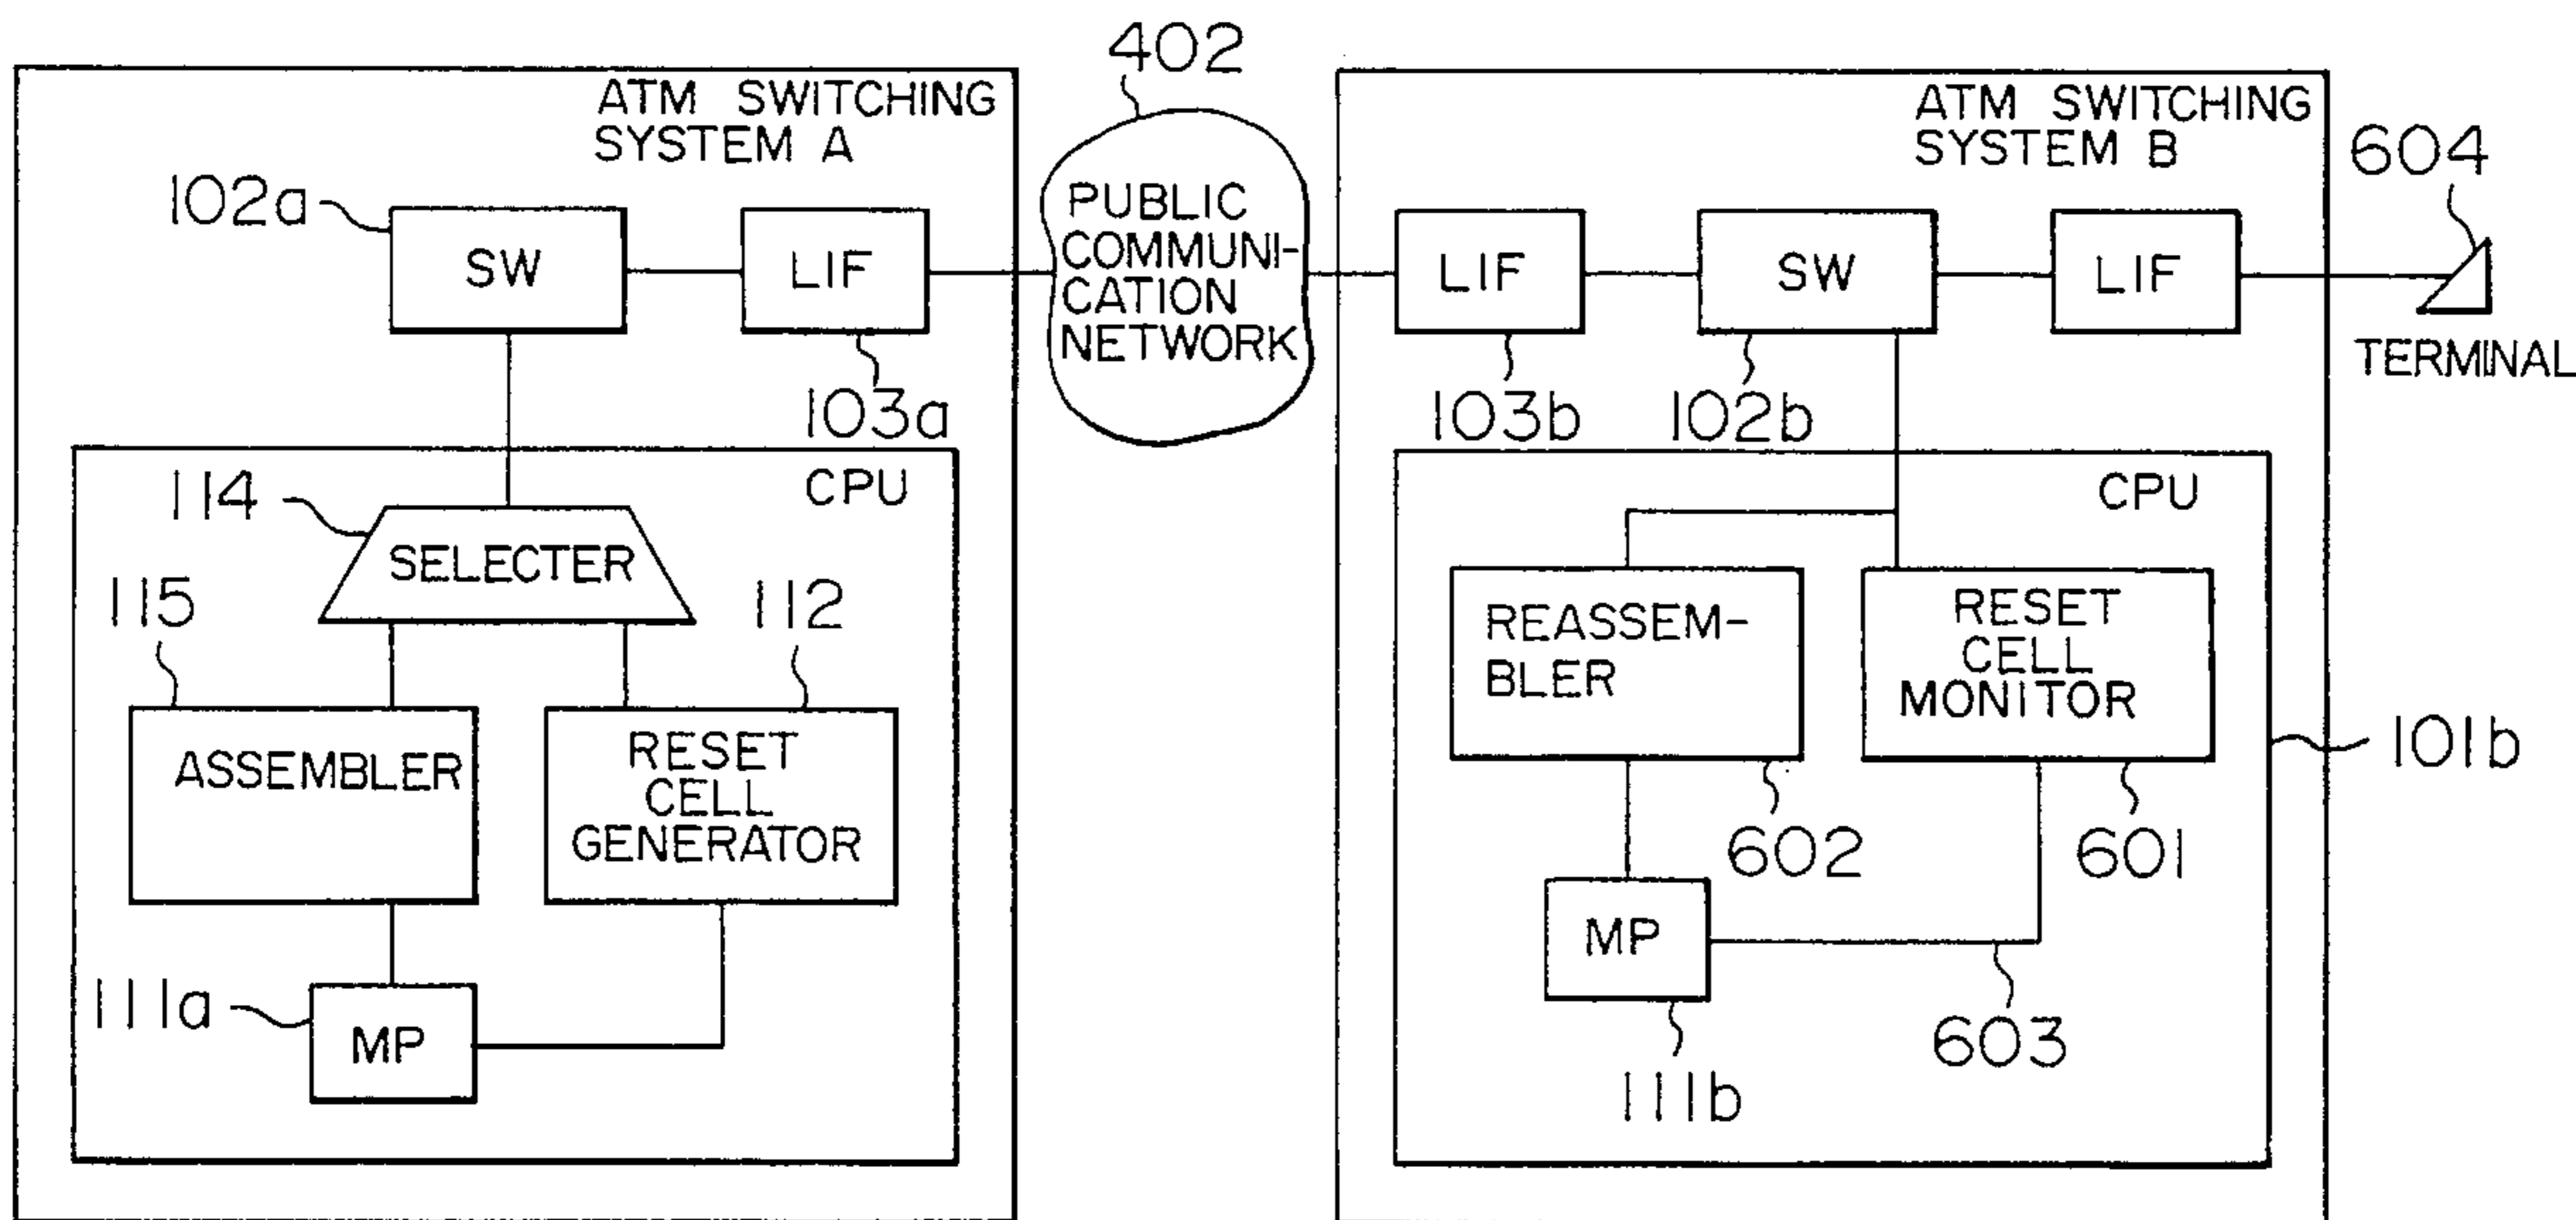 402
ATM SWITCHING
SYSTEM A
ATM SWITCHING
SYSTEM B
604
102a
SW
LIF
PUBLIC
COMMUNI-
CATION
NETWORK
LIF
SW
LIF
TERMINAL
103a
103b
102b
CPU
CPU
114
SELECTER
115
112
ASSEMBLER
RESET
CELL
GENERATOR
REASSEM-
BLER
RESET
CELL
MONITOR
101b
602
601
111a
MP
MP
603
111b